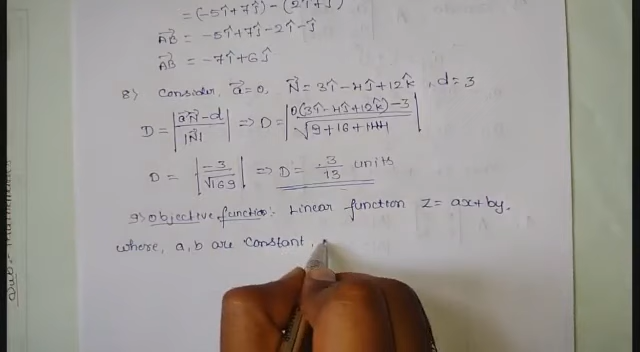 = (-5î+7ĵ) - (2î+ĵ)
AB⃗ = -5î+7ĵ-2î-ĵ
AB⃗ = -7î+6ĵ
8) Consider, a⃗=0, N⃗ = 3î-4ĵ+12k̂, d=3
D = |a⃗N⃗-d / |N⃗|| ⇒ D = |0(3î-4ĵ+12k̂)-3 / √9+16+144|
D = |-3 / √169| ⇒ D = 3/13 units
9) Objective function:- Linear function Z = ax+by.
where, a, b are constant,
Sub:- Mathematics